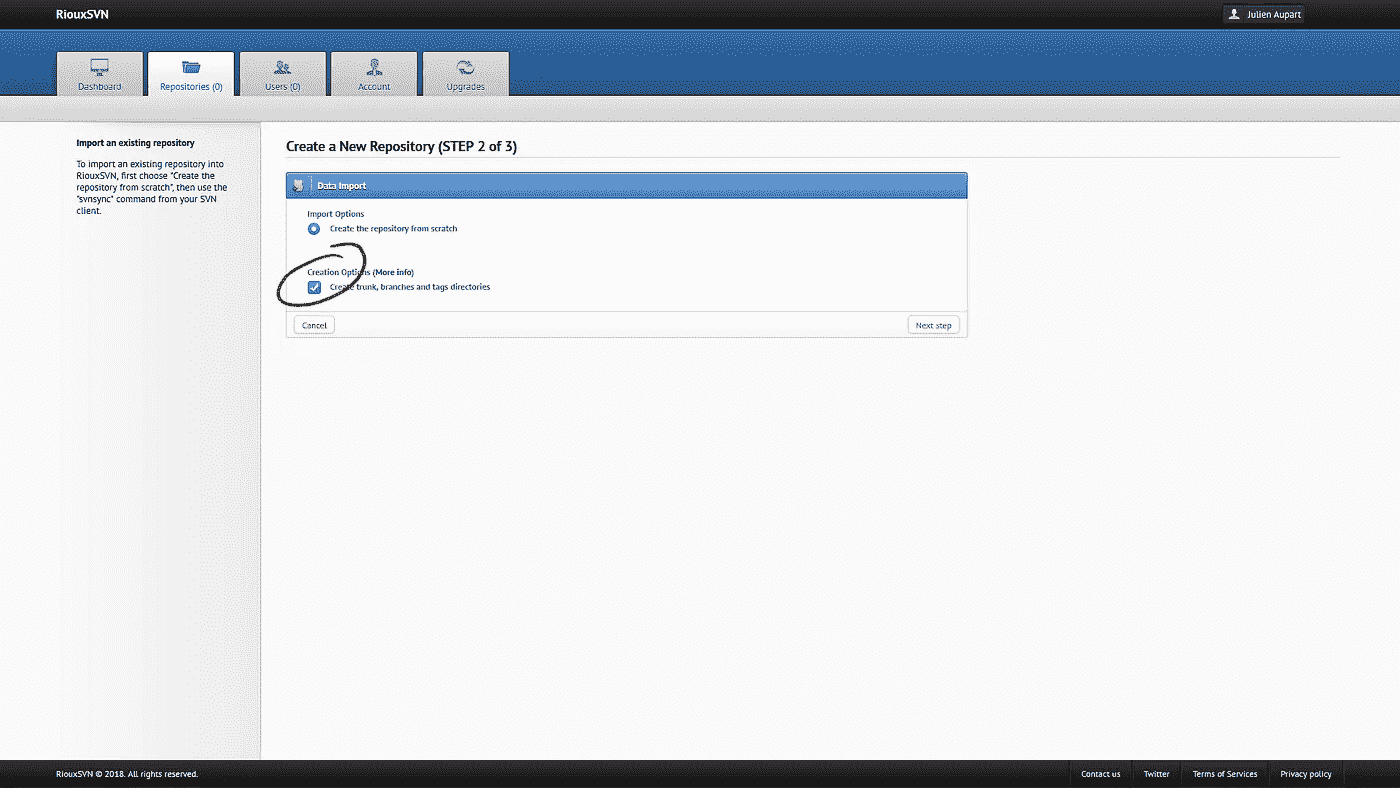 RiouxSVN
Julien Aupart
Dashboard
Repositories (0)
Users (0)
Account
Upgrades
Import an existing repository
To import an existing repository into
RiouxSVN, first choose "Create the
repository from scratch", then use the
"svnsync" command from your SVN
client.
Create a New Repository (STEP 2 of 3)
Data Import
Import Options
Create the repository from scratch
Creation Options (More info)
Create trunk, branches and tags directories
Cancel
Next step
RiouxSVN © 2018. All rights reserved.
Contact us
Twitter
Terms of Services
Privacy policy